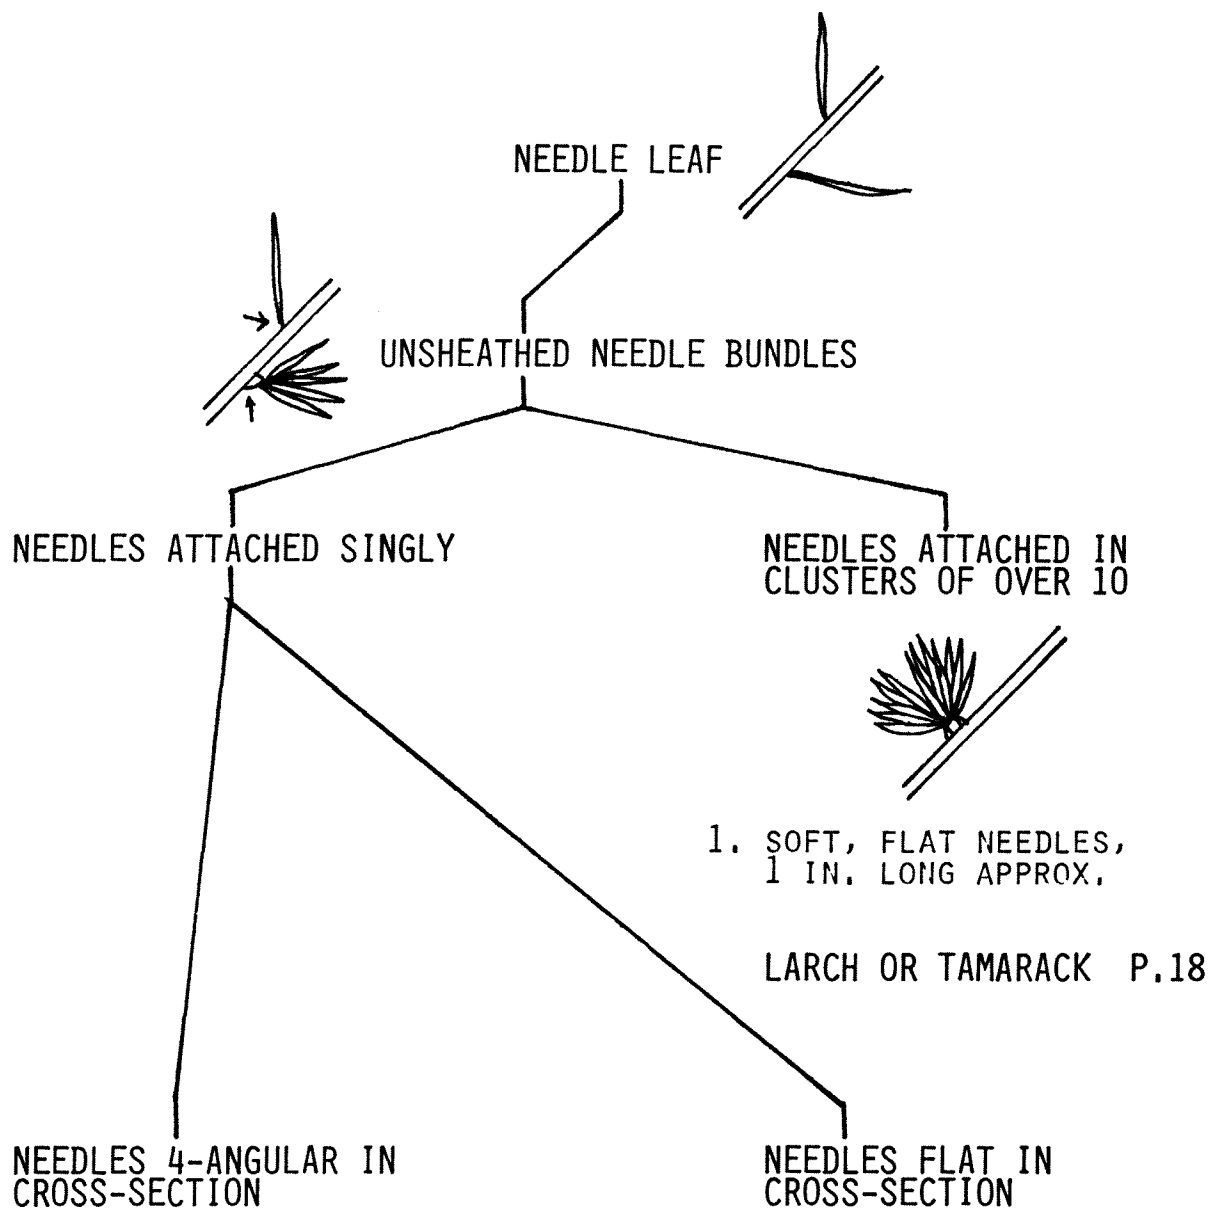 NEEDLE LEAF
UNSHEATHED NEEDLE BUNDLES
NEEDLES ATTACHED SINGLY
NEEDLES ATTACHED IN
CLUSTERS OF OVER 10
1. SOFT, FLAT NEEDLES,
1 IN. LONG APPROX.
LARCH OR TAMARACK P.18
NEEDLES 4-ANGULAR IN
CROSS-SECTION
NEEDLES FLAT IN
CROSS-SECTION